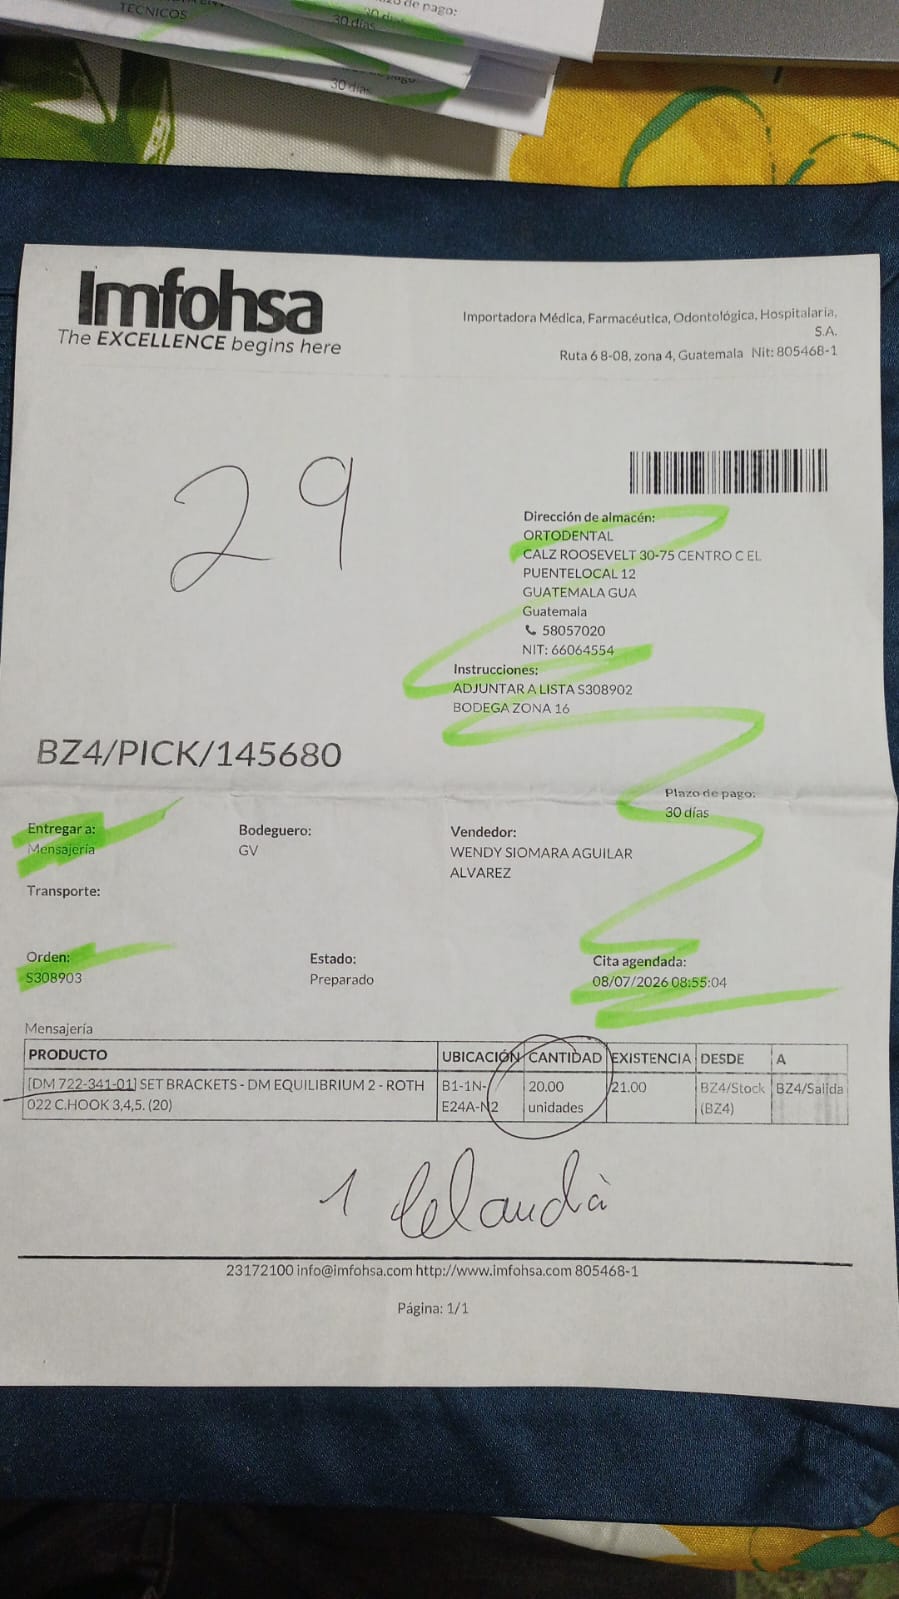 TECNICOS
de pago:
30 días
30 días
Imfohsa
The EXCELLENCE begins here
Importadora Médica, Farmacéutica, Odontológica, Hospitalaria,
S.A.
Ruta 6 8-08, zona 4, Guatemala Nit: 805468-1
29
Dirección de almacén:
ORTODENTAL
CALZ ROOSEVELT 30-75 CENTRO C EL
PUENTELOCAL 12
GUATEMALA GUA
Guatemala
58057020
NIT: 66064554
Instrucciones:
ADJUNTAR A LISTA S308902
BODEGA ZONA 16
BZ4/PICK/145680
Plazo de pago:
30 días
Entregar a:
Mensajería
Bodeguero:
GV
Vendedor:
WENDY SIOMARA AGUILAR
ALVAREZ
Transporte:
Orden:
S308903
Estado:
Preparado
Cita agendada:
08/07/2026 08:55:04
Mensajería
PRODUCTO UBICACIÓN CANTIDAD EXISTENCIA DESDE A
[DM 722-341-01] SET BRACKETS - DM EQUILIBRIUM 2 - ROTH B1-1N- 20.00 21.00 BZ4/Stock BZ4/Salida
022 C.HOOK 3,4,5. (20) E24A-N2 unidades (BZ4)
1
23172100 info@imfohsa.com http://www.imfohsa.com 805468-1
Página: 1/1